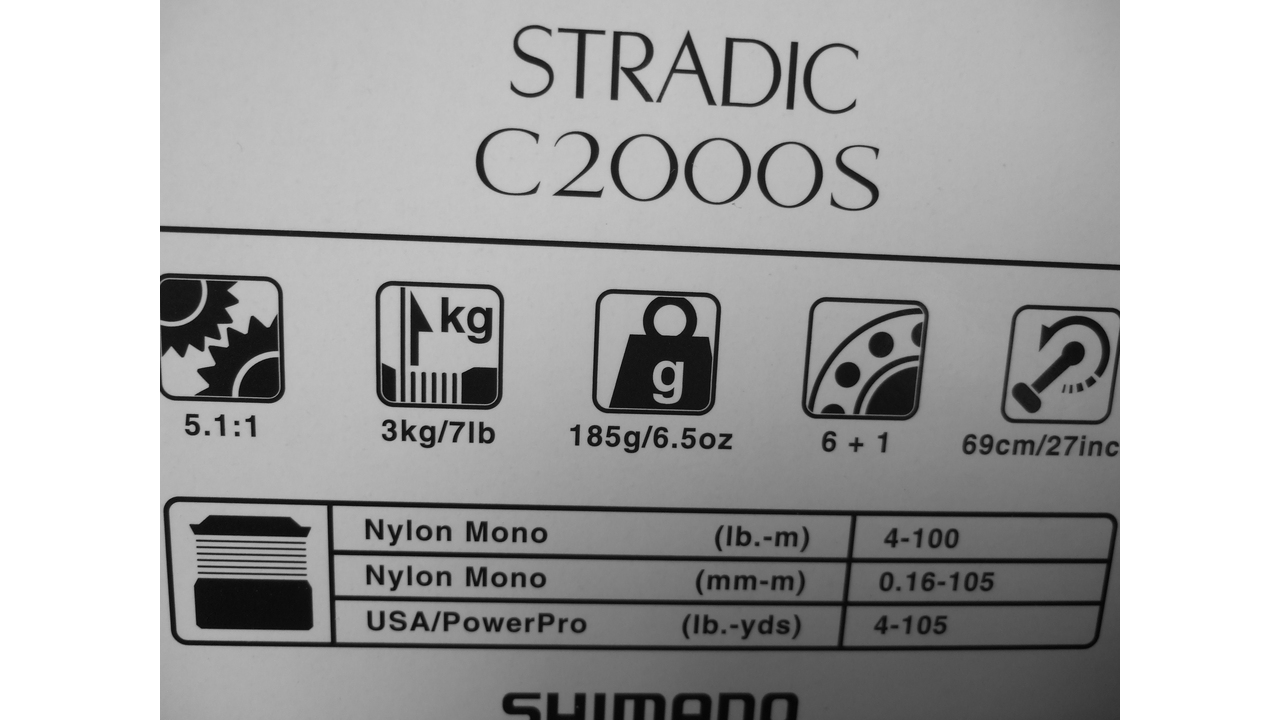 STRADIC
C2000S
kg
g
5.1:1 3kg/7lb 185g/6.5oz 6 + 1 69cm/27inc
Nylon Mono (lb.-m) 4-100
Nylon Mono (mm-m) 0.16-105
USA/PowerPro (lb.-yds) 4-105
SHIMANO